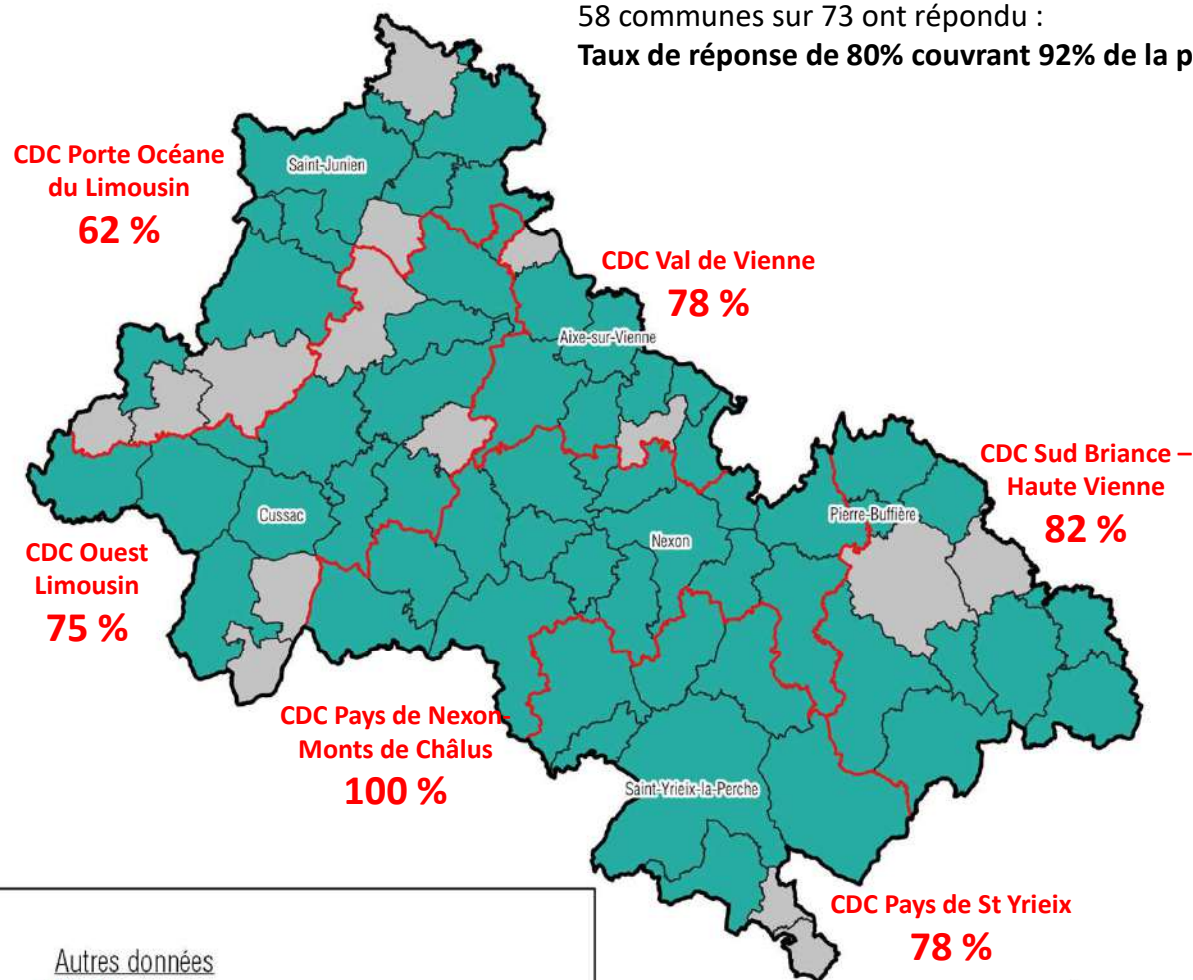 58 communes sur 73 ont répondu :
Taux de réponse de 80% couvrant 92% de la p
CDC Porte Océane
du Limousin
62 %
Saint-Junien
CDC Val de Vienne
78 %
Aixe-sur-Vienne
CDC Sud Briance –
Haute Vienne
82 %
Pierre-Buffière
Cussac
Nexon
CDC Ouest
Limousin
75 %
CDC Pays de Nexon-
Monts de Châlus
100 %
Saint-Yrieix-la-Perche
CDC Pays de St Yrieix
78 %
Autres données